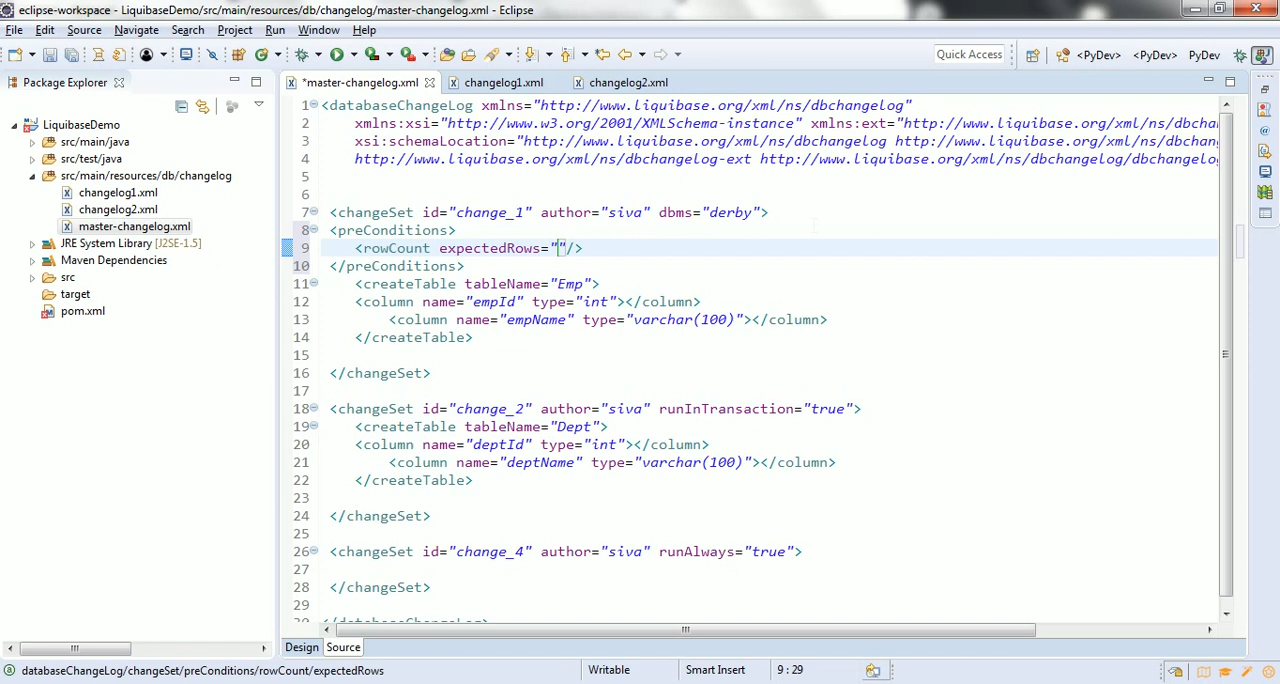 eclipse-workspace - LiquibaseDemo/src/main/resources/db/changelog/master-changelog.xml - Eclipse
File Edit Source Navigate Search Project Run Window Help
Quick Access <PyDev> <PyDev> PyDev
Package Explorer
*master-changelog.xml changelog1.xml changelog2.xml
LiquibaseDemo
src/main/java
src/test/java
src/main/resources/db/changelog
changelog1.xml
changelog2.xml
master-changelog.xml
JRE System Library [J2SE-1.5]
Maven Dependencies
src
target
pom.xml
1 <databaseChangeLog xmlns="http://www.liquibase.org/xml/ns/dbchangelog"
2 xmlns:xsi="http://www.w3.org/2001/XMLSchema-instance" xmlns:ext="http://www.liquibase.org/xml/ns/dbcha
3 xsi:schemaLocation="http://www.liquibase.org/xml/ns/dbchangelog http://www.liquibase.org/xml/ns/dbchan
4 http://www.liquibase.org/xml/ns/dbchangelog-ext http://www.liquibase.org/xml/ns/dbchangelog/dbchangelo
5
6
7 <changeSet id="change_1" author="siva" dbms="derby">
8 <preConditions>
9 <rowCount expectedRows=""/>
10 </preConditions>
11 <createTable tableName="Emp">
12 <column name="empId" type="int"></column>
13 <column name="empName" type="varchar(100)"></column>
14 </createTable>
15
16 </changeSet>
17
18 <changeSet id="change_2" author="siva" runInTransaction="true">
19 <createTable tableName="Dept">
20 <column name="deptId" type="int"></column>
21 <column name="deptName" type="varchar(100)"></column>
22 </createTable>
23
24 </changeSet>
25
26 <changeSet id="change_4" author="siva" runAlways="true">
27
28 </changeSet>
29
30 </databaseChangeLog>
Design Source
databaseChangeLog/changeSet/preConditions/rowCount/expectedRows Writable Smart Insert 9 : 29